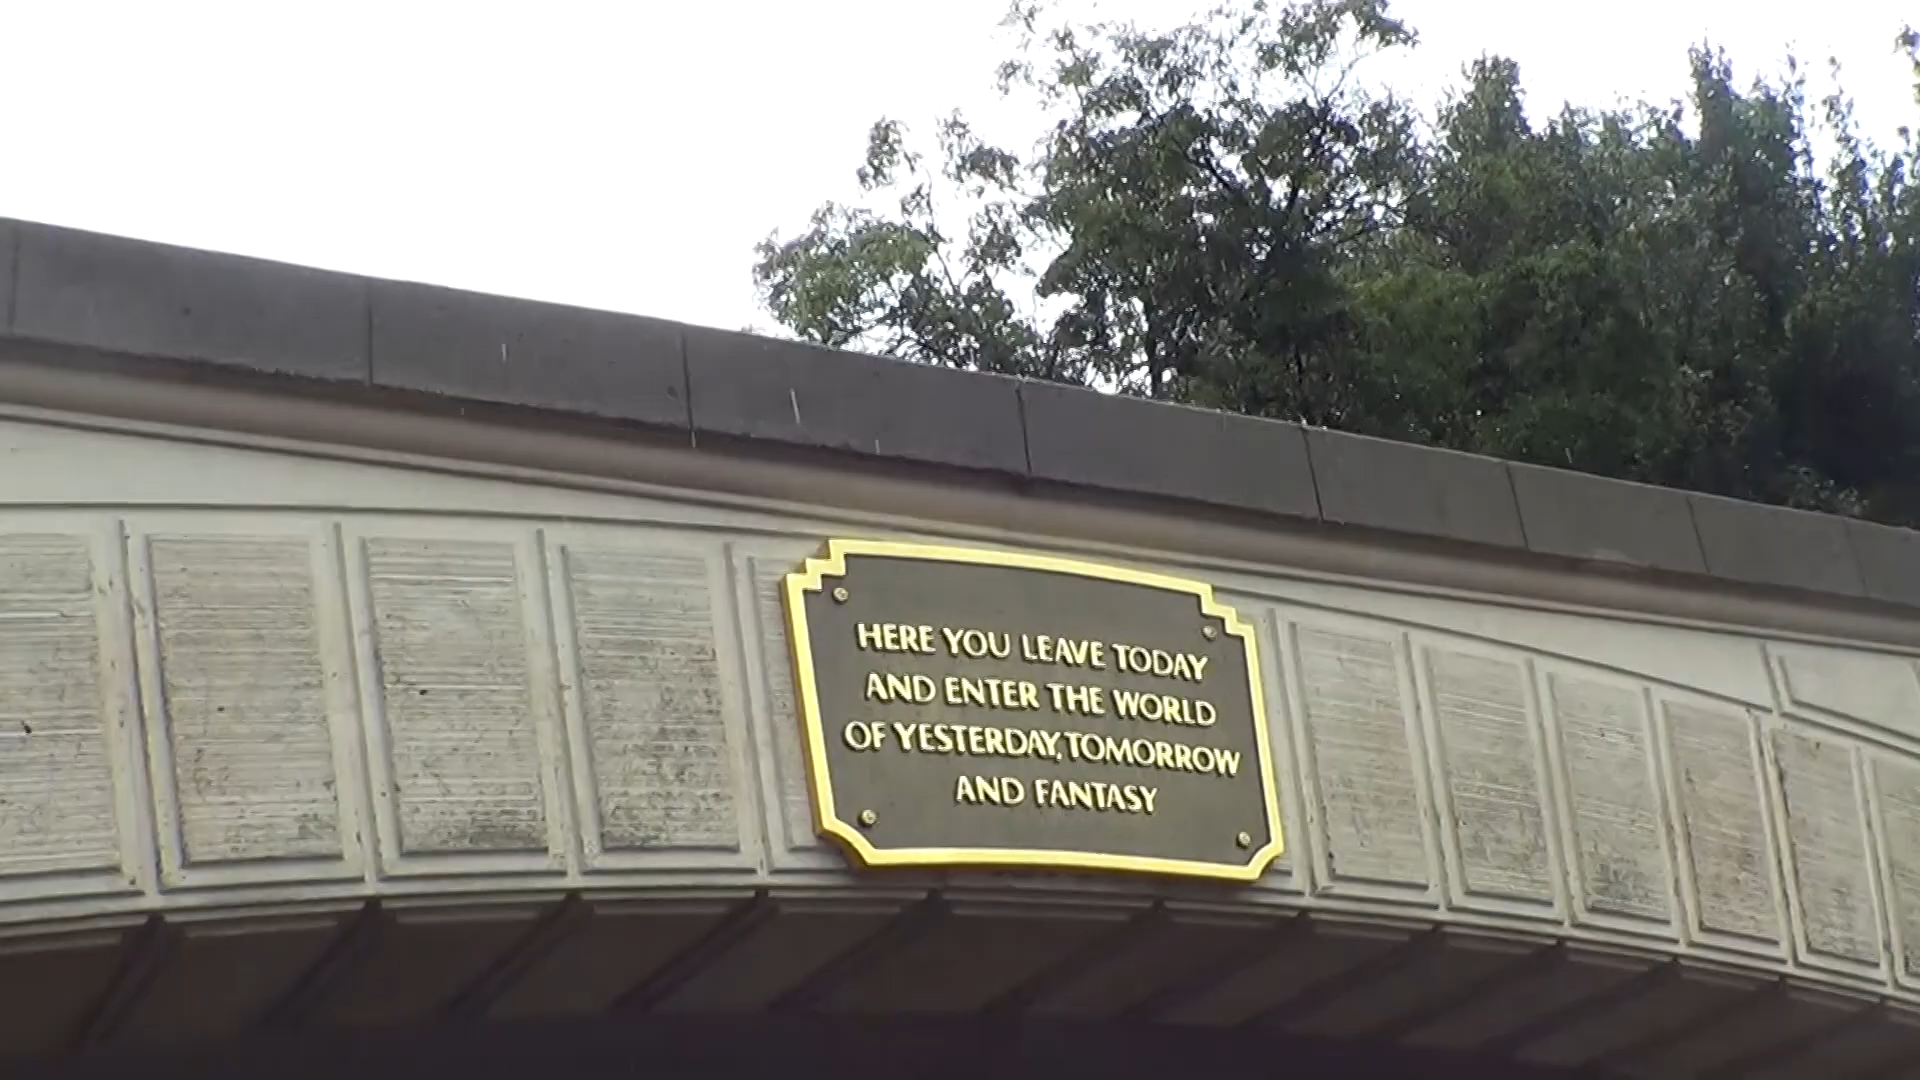 HERE YOU LEAVE TODAY
AND ENTER THE WORLD
OF YESTERDAY, TOMORROW
AND FANTASY